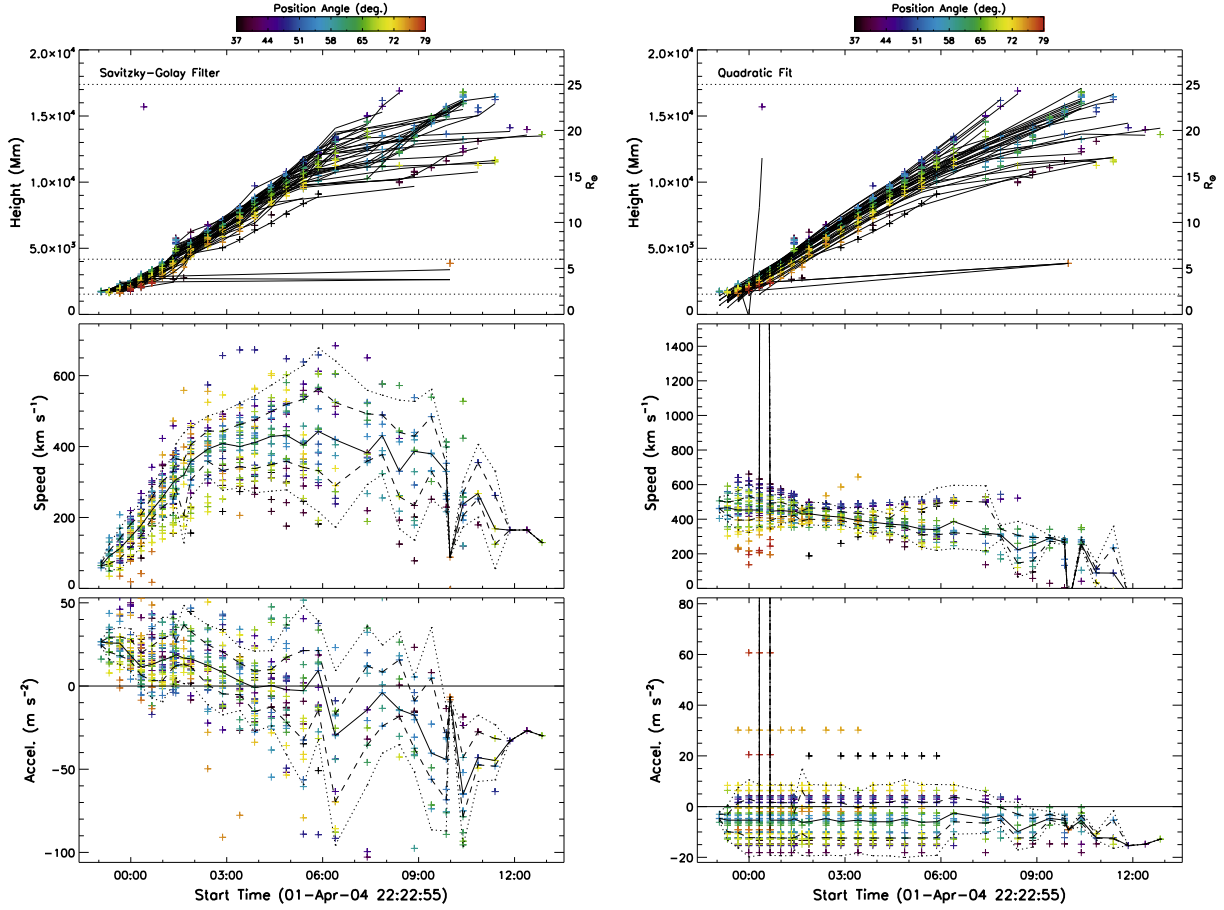 Position Angle (deg.)
37 44 51 58 65 72 79
Savitzky-Golay Filter
Height (Mm)
2.0×10⁴
1.5×10⁴
1.0×10⁴
5.0×10³
0
25
20
15
10
5
0
R⊙
Speed (km s⁻¹)
600
400
200
0
Accel. (m s⁻²)
50
0
-50
-100
00:00 03:00 06:00 09:00 12:00
Start Time (01-Apr-04 22:22:55)
Position Angle (deg.)
37 44 51 58 65 72 79
Quadratic Fit
Height (Mm)
2.0×10⁴
1.5×10⁴
1.0×10⁴
5.0×10³
0
25
20
15
10
5
0
R⊙
Speed (km s⁻¹)
1400
1200
1000
800
600
400
200
0
Accel. (m s⁻²)
80
60
40
20
0
-20
00:00 03:00 06:00 09:00 12:00
Start Time (01-Apr-04 22:22:55)